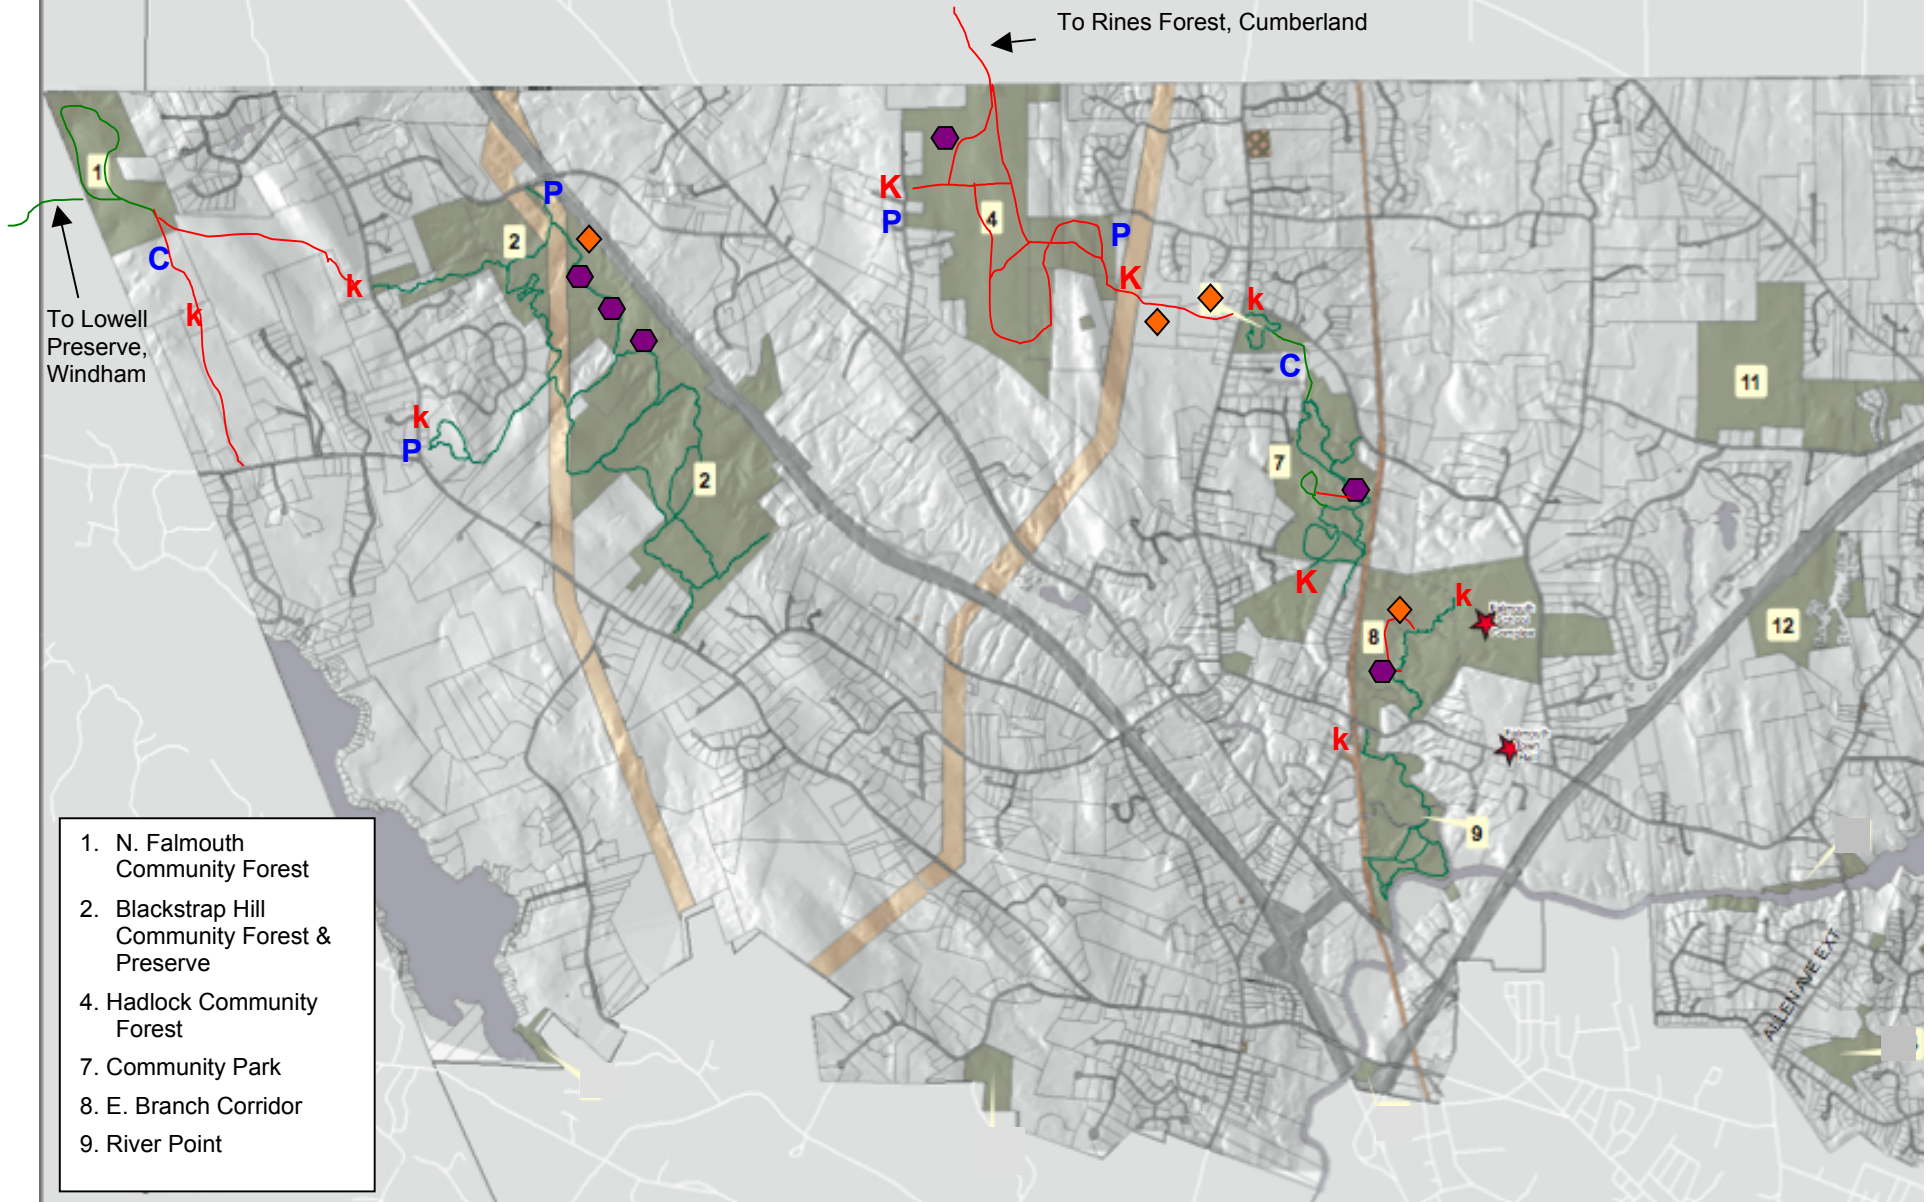 To Rines Forest, Cumberland
1
K
P
4
P
2
P
C
k
K
k
k
To Lowell
Preserve,
Windham
C
11
k
P
7
2
K
k
8
12
k
9
1. N. Falmouth
Community Forest
2. Blackstrap Hill
Community Forest &
Preserve
4. Hadlock Community
Forest
7. Community Park
8. E. Branch Corridor
9. River Point
ALLEN AVE EXT